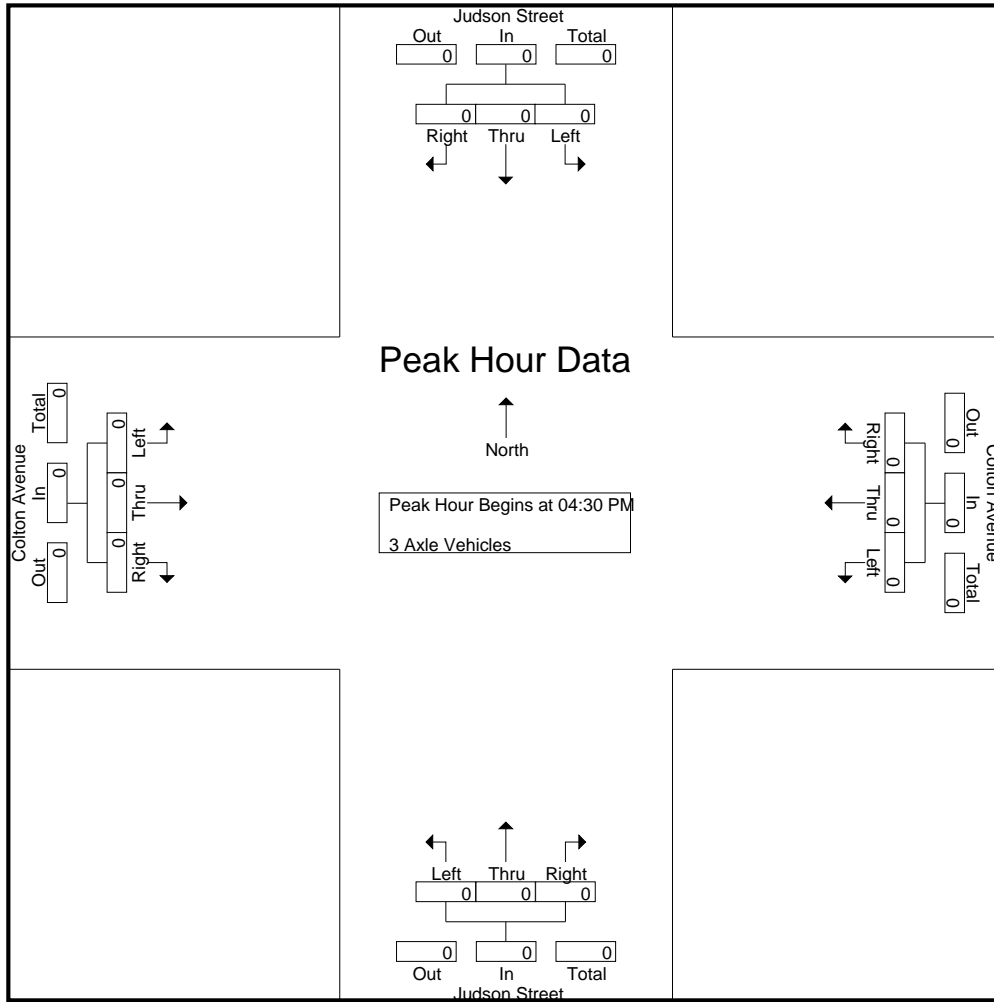 Judson Street
Out In Total
0 0 0
0 0 0
Right Thru Left
Peak Hour Data
North
Peak Hour Begins at 04:30 PM
3 Axle Vehicles
Colton Avenue
Out In Total
0 0 0
0 0 0
Right Thru Left
Colton Avenue
Out In Total
0 0 0
0 0 0
Right Thru Left
Left Thru Right
0 0 0
0 0 0
Out In Total
Judson Street